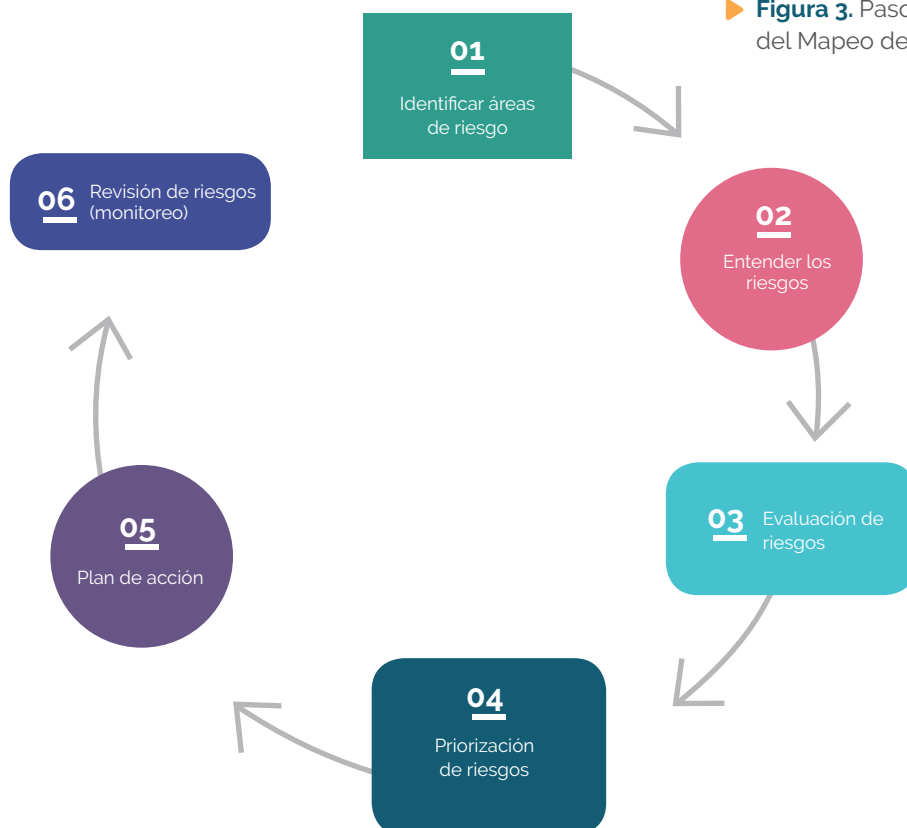 Figura 3. Paso
del Mapeo de
01
Identificar áreas
de riesgo
02
Entender los
riesgos
03
Evaluación de
riesgos
04
Priorización
de riesgos
05
Plan de acción
06
Revisión de riesgos
(monitoreo)